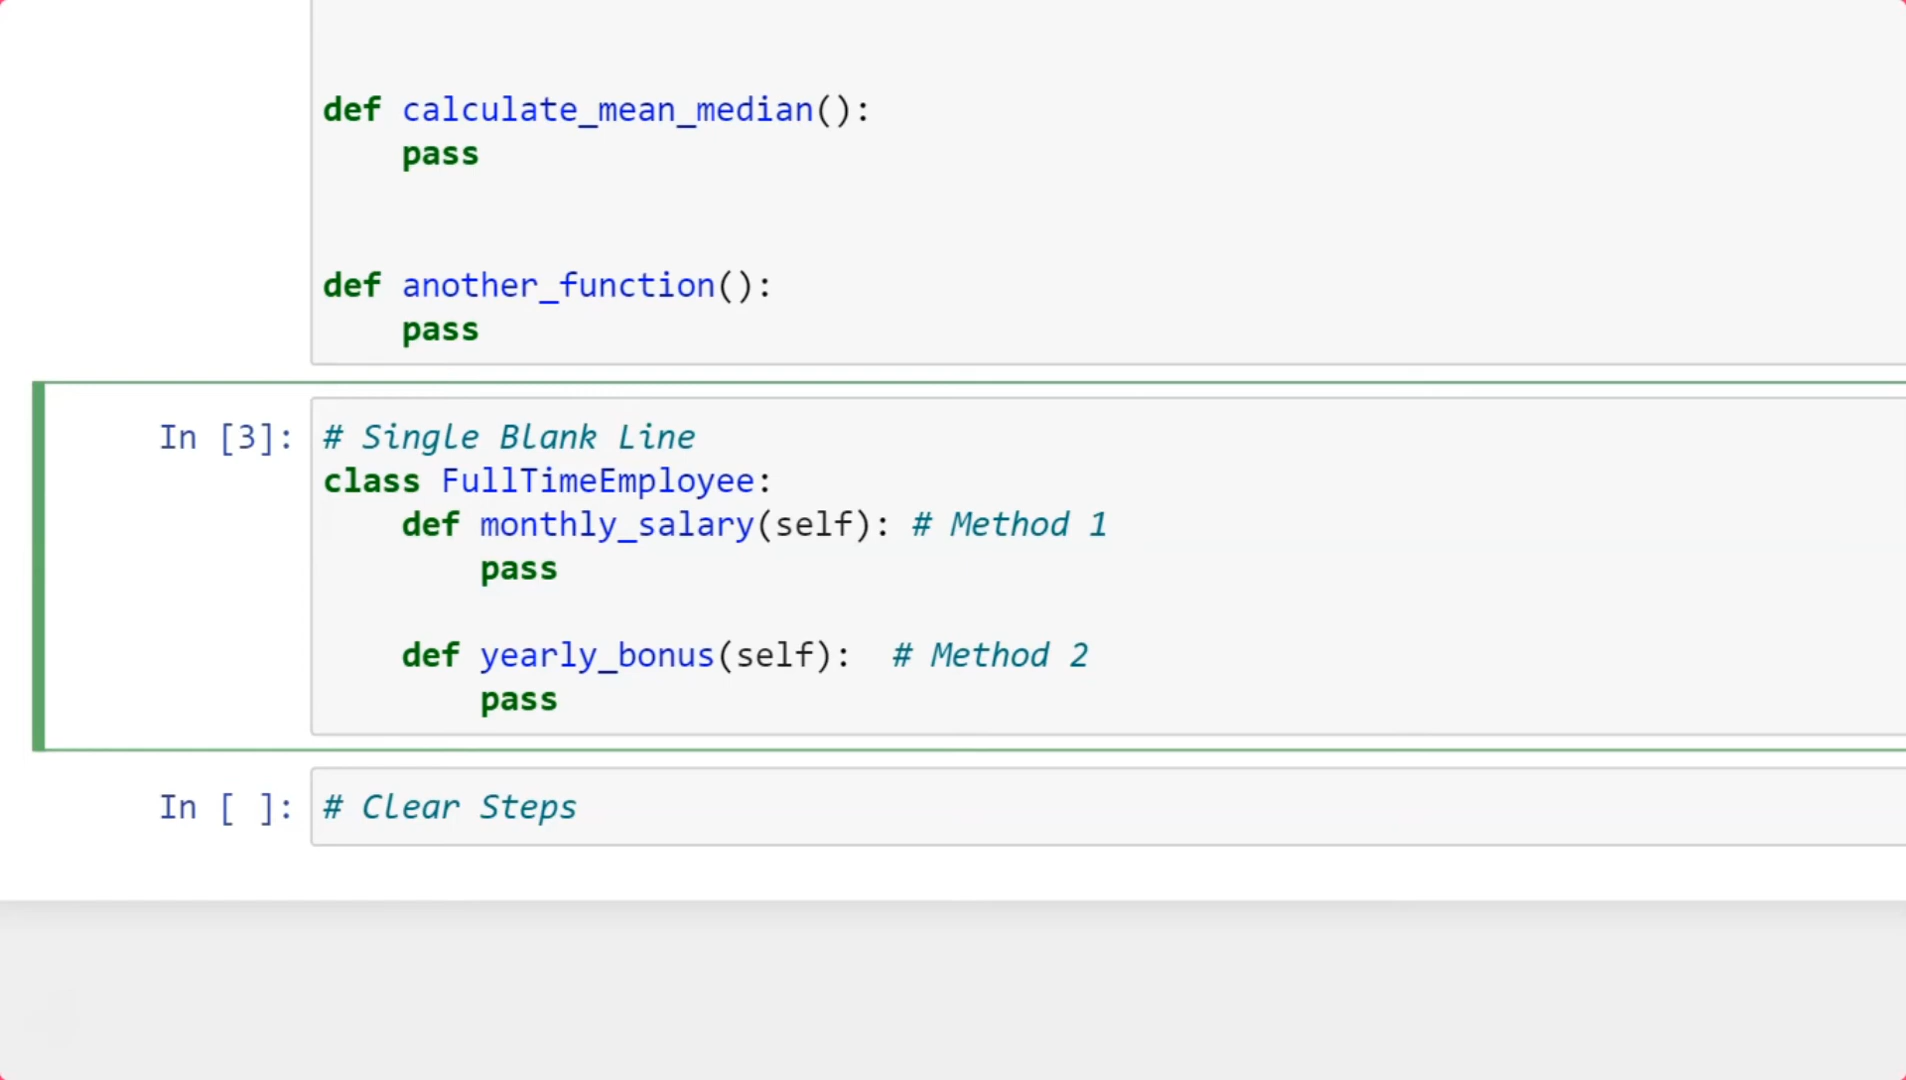 def calculate_mean_median():
    pass
def another_function():
    pass
In [3]: # Single Blank Line
class FullTimeEmployee:
    def monthly_salary(self): # Method 1
        pass
    def yearly_bonus(self):  # Method 2
        pass
In [ ]: # Clear Steps